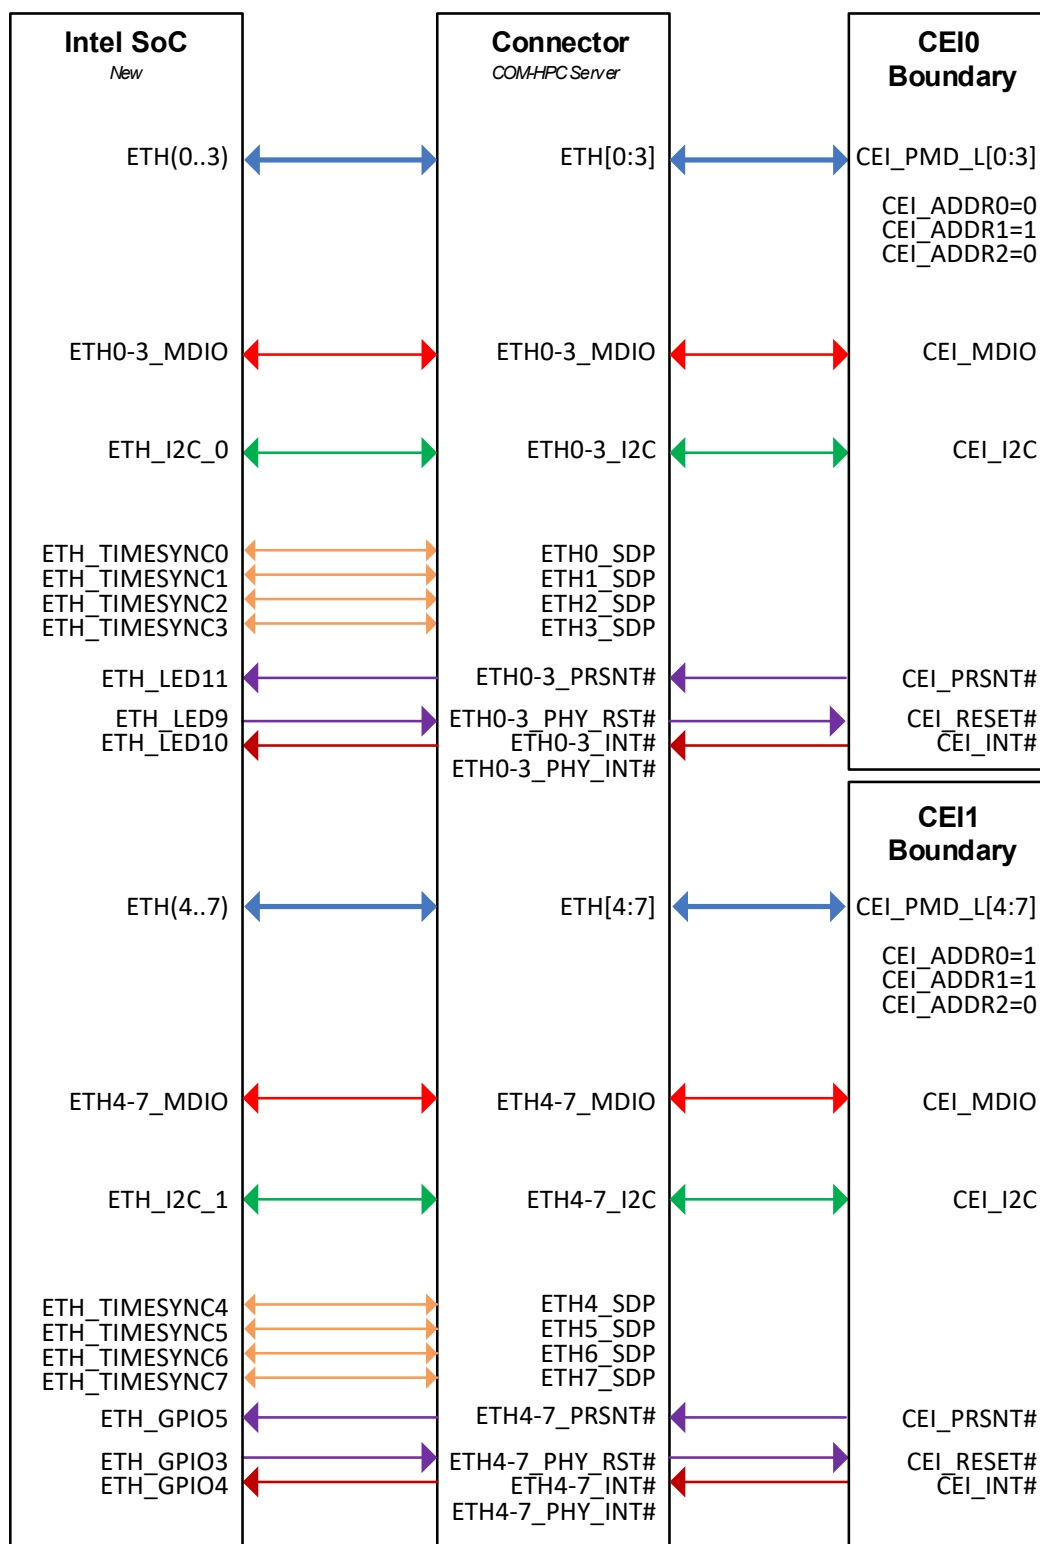 Intel SoC
New
Connector
COM-HPC Server
CEI0
Boundary
ETH(0..3)
ETH[0:3]
CEI_PMD_L[0:3]
CEI_ADDR0=0
CEI_ADDR1=1
CEI_ADDR2=0
ETH0-3_MDIO
ETH0-3_MDIO
CEI_MDIO
ETH_I2C_0
ETH0-3_I2C
CEI_I2C
ETH_TIMESYNC0
ETH0_SDP
ETH_TIMESYNC1
ETH1_SDP
ETH_TIMESYNC2
ETH2_SDP
ETH_TIMESYNC3
ETH3_SDP
ETH_LED11
ETH0-3_PRSNT#
CEI_PRSNT#
ETH_LED9
ETH0-3_PHY_RST#
CEI_RESET#
ETH_LED10
ETH0-3_INT#
CEI_INT#
ETH0-3_PHY_INT#
CEI1
Boundary
ETH(4..7)
ETH[4:7]
CEI_PMD_L[4:7]
CEI_ADDR0=1
CEI_ADDR1=1
CEI_ADDR2=0
ETH4-7_MDIO
ETH4-7_MDIO
CEI_MDIO
ETH_I2C_1
ETH4-7_I2C
CEI_I2C
ETH_TIMESYNC4
ETH4_SDP
ETH_TIMESYNC5
ETH5_SDP
ETH_TIMESYNC6
ETH6_SDP
ETH_TIMESYNC7
ETH7_SDP
ETH_GPIO5
ETH4-7_PRSNT#
CEI_PRSNT#
ETH_GPIO3
ETH4-7_PHY_RST#
CEI_RESET#
ETH_GPIO4
ETH4-7_INT#
CEI_INT#
ETH4-7_PHY_INT#